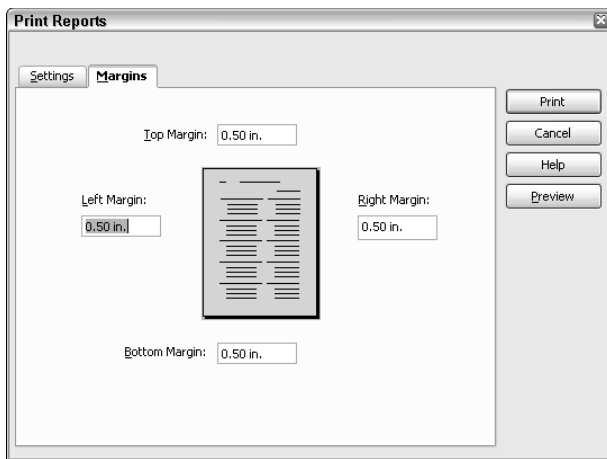 Print Reports
Settings
Margins
Print
Cancel
Help
Preview
Top Margin: 0.50 in.
Left Margin:
0.50 in.
Right Margin:
0.50 in.
Bottom Margin: 0.50 in.